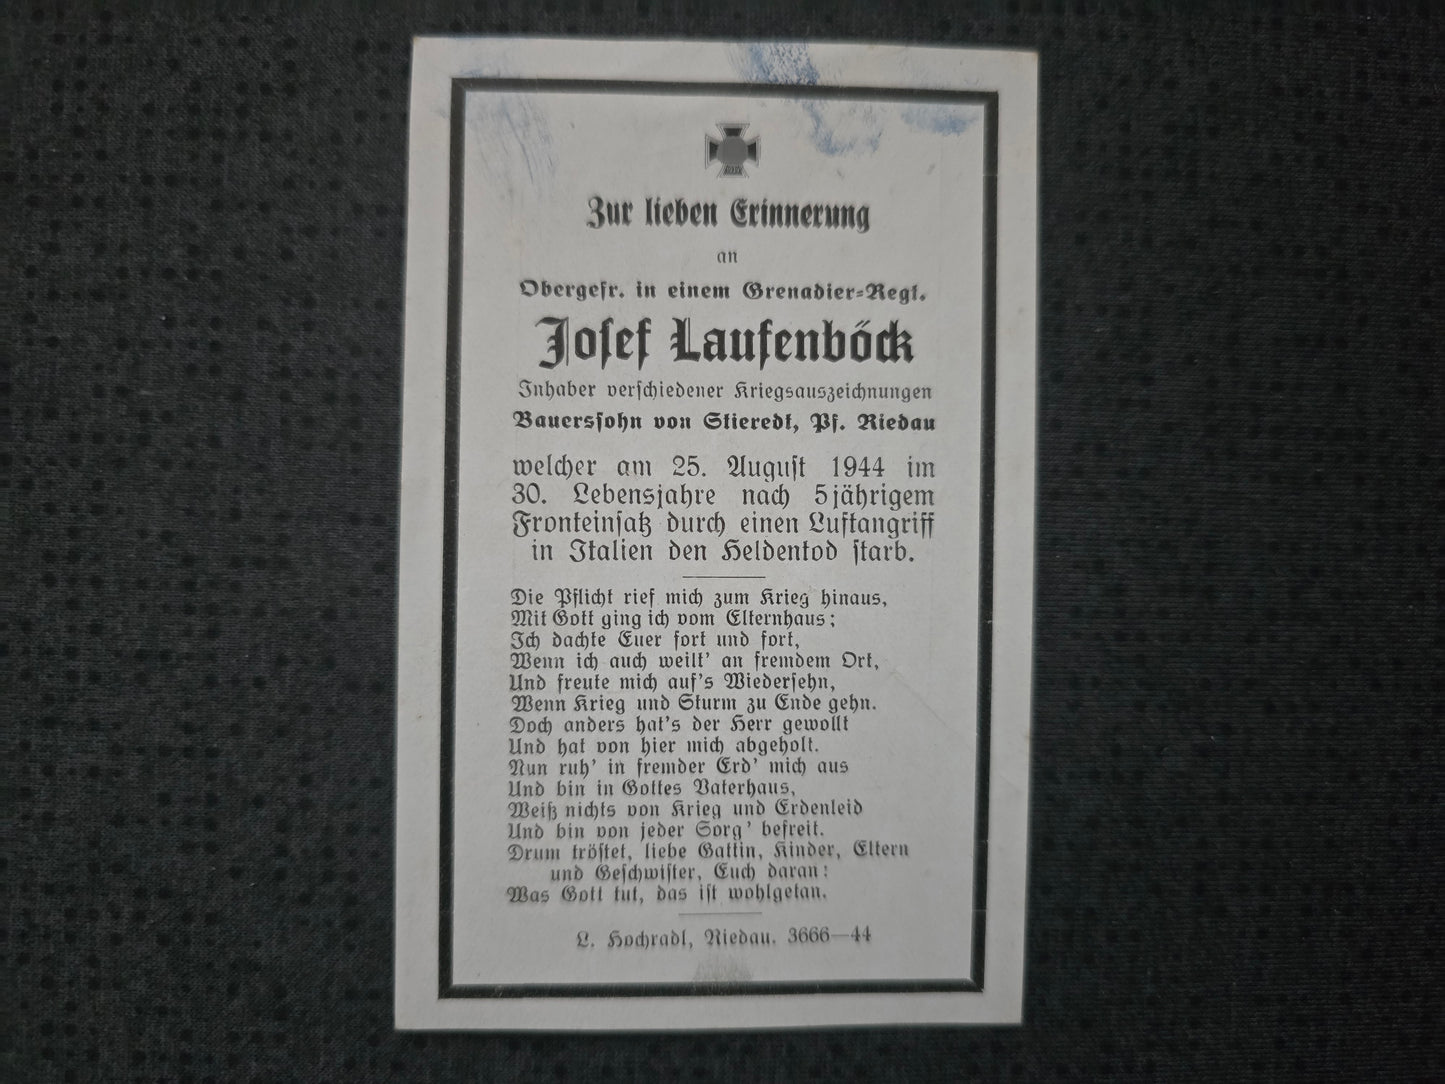 Zur lieben Erinnerung
an
Obergefr. in einem Grenadier-Regt.
Josef Laufenböck
Inhaber verschiedener Kriegsauszeichnungen
Bauerssohn von Stieredt, Pf. Riedau
welcher am 25. August 1944 im
30. Lebensjahre nach 5jährigem
Fronteinsatz durch einen Luftangriff
in Italien den Heldentod starb.
Die Pflicht rief mich zum Krieg hinaus,
Mit Gott ging ich vom Elternhaus;
Ich dachte Euer fort und fort,
Wenn ich auch weilt' an fremdem Ort,
Und freute mich auf's Wiedersehn,
Wenn Krieg und Sturm zu Ende gehn.
Doch anders hat's der Herr gewollt
Und hat von hier mich abgeholt.
Nun ruh' in fremder Erd' mich aus
Und bin in Gottes Vaterhaus,
Weiß nichts von Krieg und Erdenleid
Und bin von jeder Sorg' befreit.
Drum tröstet, liebe Gattin, Kinder, Eltern
und Geschwister, Euch daran:
Was Gott tut, das ist wohlgetan.
L. Hochradl, Riedau. 3666—44